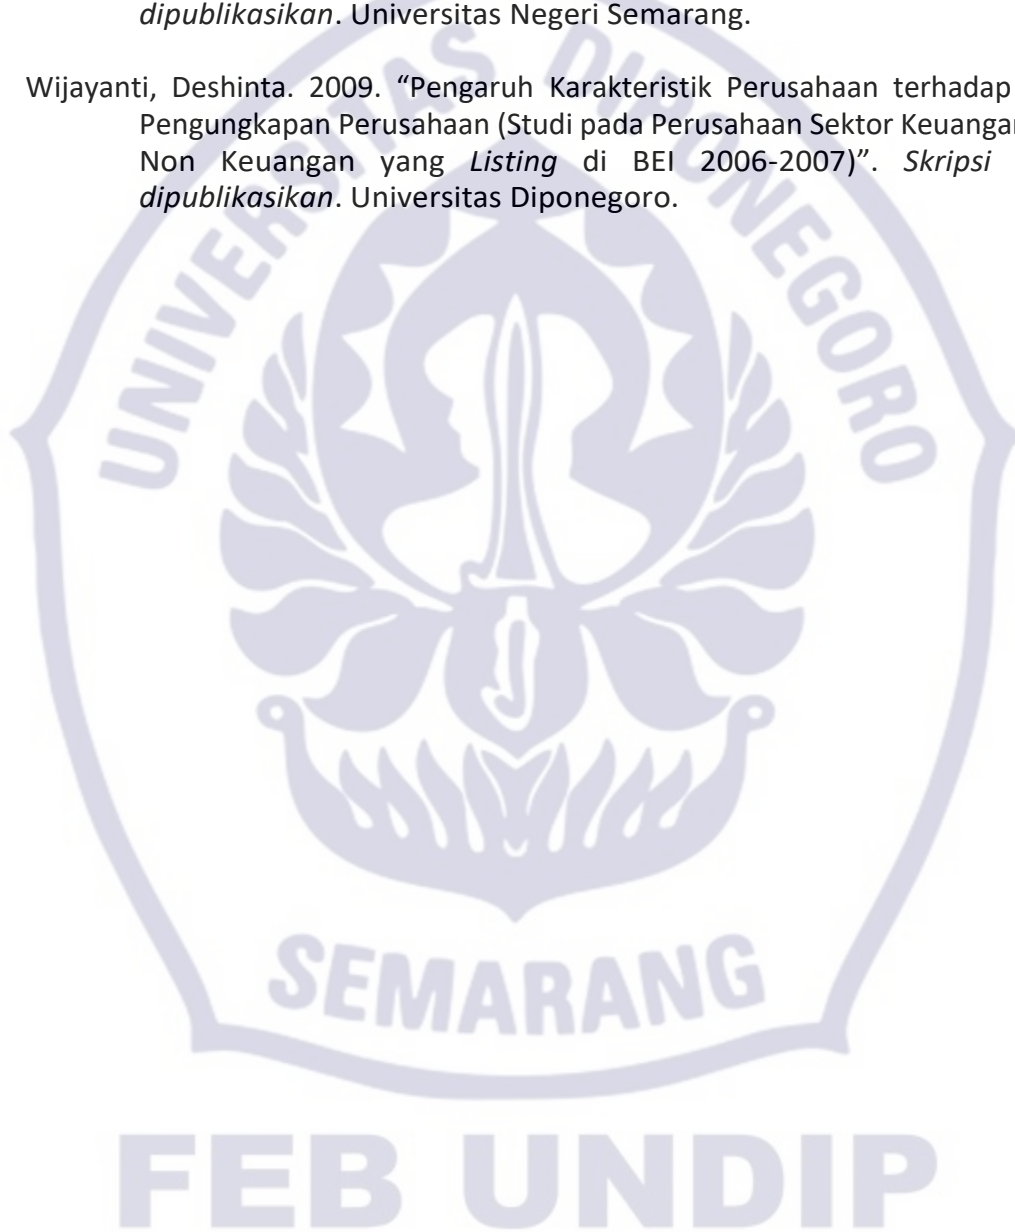 dipublikasikan. Universitas Negeri Semarang.
Wijayanti, Deshinta. 2009. “Pengaruh Karakteristik Perusahaan terhadap
Pengungkapan Perusahaan (Studi pada Perusahaan Sektor Keuangan
Non Keuangan yang Listing di BEI 2006-2007)”. Skripsi
dipublikasikan. Universitas Diponegoro.
UNIVERSITAS DIPONEGORO
SEMARANG
FEB UNDIP